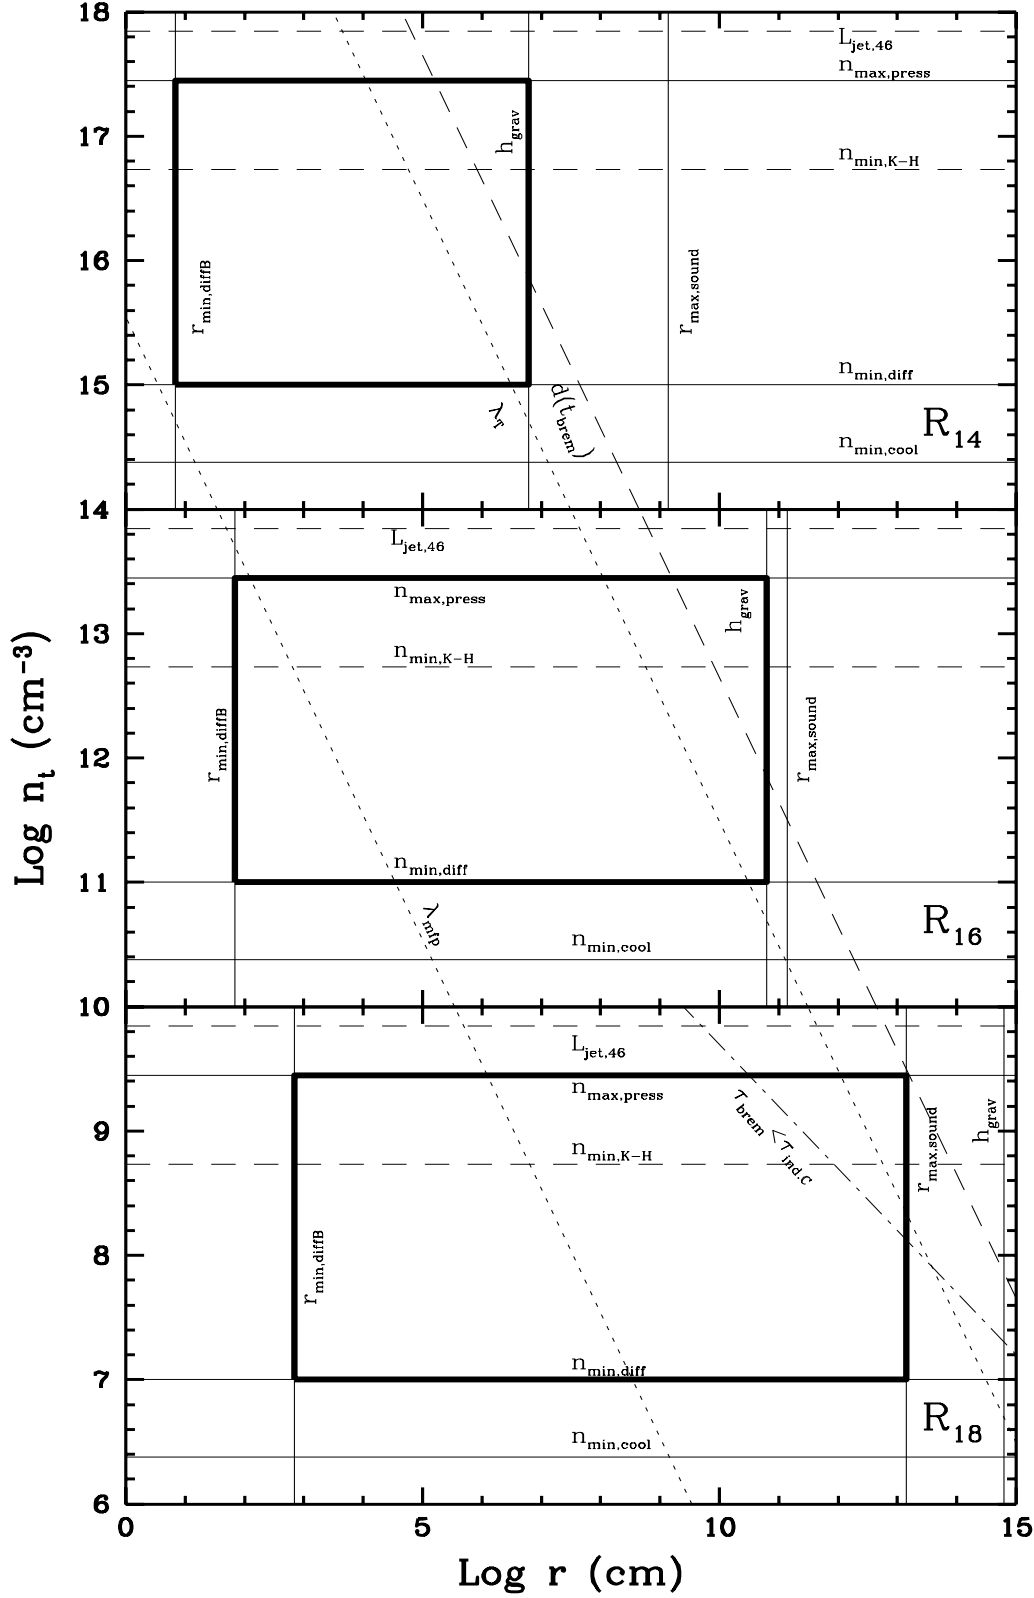 18
L_jet,46
n_max,press
17
h_grav
n_min,K-H
16
r_min,diffB
r_max,sound
15
n_min,diff
λ_T
d(t_brem)
R_14
n_min,cool
14
L_jet,46
n_max,press
h_grav
13
n_min,K-H
r_min,diffB
r_max,sound
12
n_min,diff
11
λ_mfp
R_16
n_min,cool
10
L_jet,46
n_max,press
τ_brem < τ_ind.C
r_max,sound
h_grav
9
n_min,K-H
r_min,diffB
8
n_min,diff
7
R_18
n_min,cool
6
0 5 10 15
Log r (cm)
Log n_t (cm^-3)